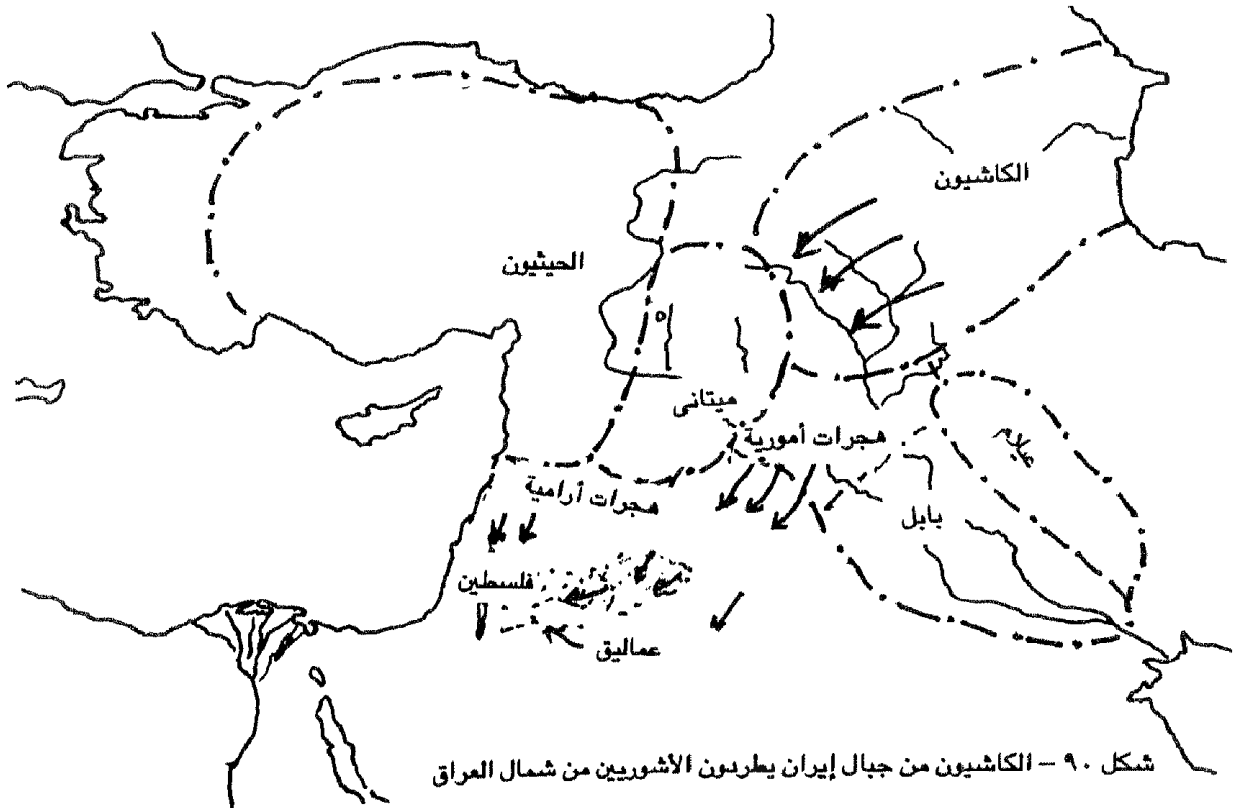 الكاشيون
الحيثيون
ميتانى
هجرات أمورية
عيلام
هجرات أرامية
بابل
فلسطين
عماليق
شكل ٩٠ – الكاشيون من جبال إيران يطردون الأشوريين من شمال العراق